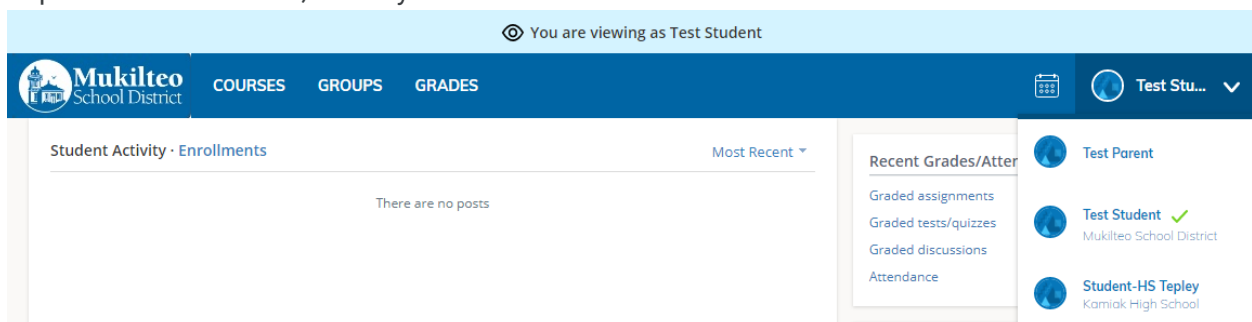 You are viewing as Test Student
Mukilteo
School District
COURSES GROUPS GRADES
Test Stu...
Student Activity · Enrollments
Most Recent
There are no posts
Recent Grades/Atten
Graded assignments
Graded tests/quizzes
Graded discussions
Attendance
Test Parent
Test Student
Mukilteo School District
Student-HS Tepley
Kamiak High School